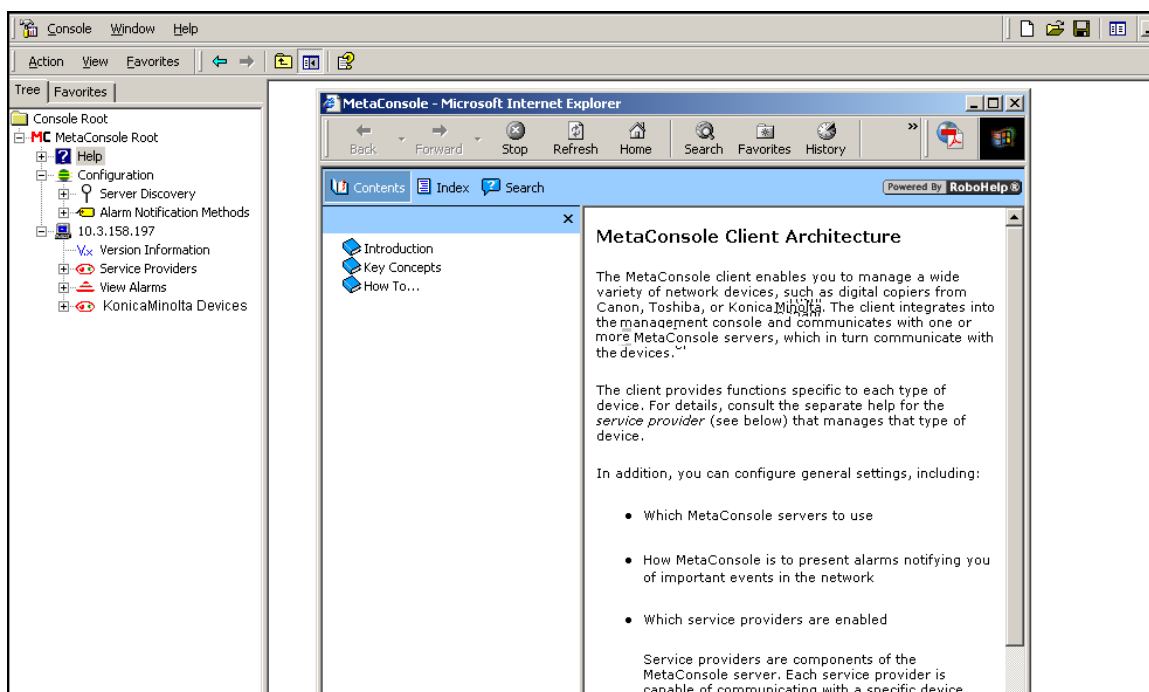 Console Window Help
Action View Favorites
Tree Favorites
Console Root
MC MetaConsole Root
Help
Configuration
Server Discovery
Alarm Notification Methods
10.3.158.197
Version Information
Service Providers
View Alarms
KonicaMinolta Devices
MetaConsole - Microsoft Internet Explorer
Back Forward Stop Refresh Home Search Favorites History »
Contents Index Search Powered By RoboHelp®
Introduction
Key Concepts
How To...
MetaConsole Client Architecture
The MetaConsole client enables you to manage a wide
variety of network devices, such as digital copiers from
Canon, Toshiba, or Konica Minolta. The client integrates into
the management console and communicates with one or
more MetaConsole servers, which in turn communicate with
the devices.
The client provides functions specific to each type of
device. For details, consult the separate help for the
service provider (see below) that manages that type of
device.
In addition, you can configure general settings, including:
• Which MetaConsole servers to use
• How MetaConsole is to present alarms notifying you
of important events in the network
• Which service providers are enabled
Service providers are components of the
MetaConsole server. Each service provider is
capable of communicating with a specific device